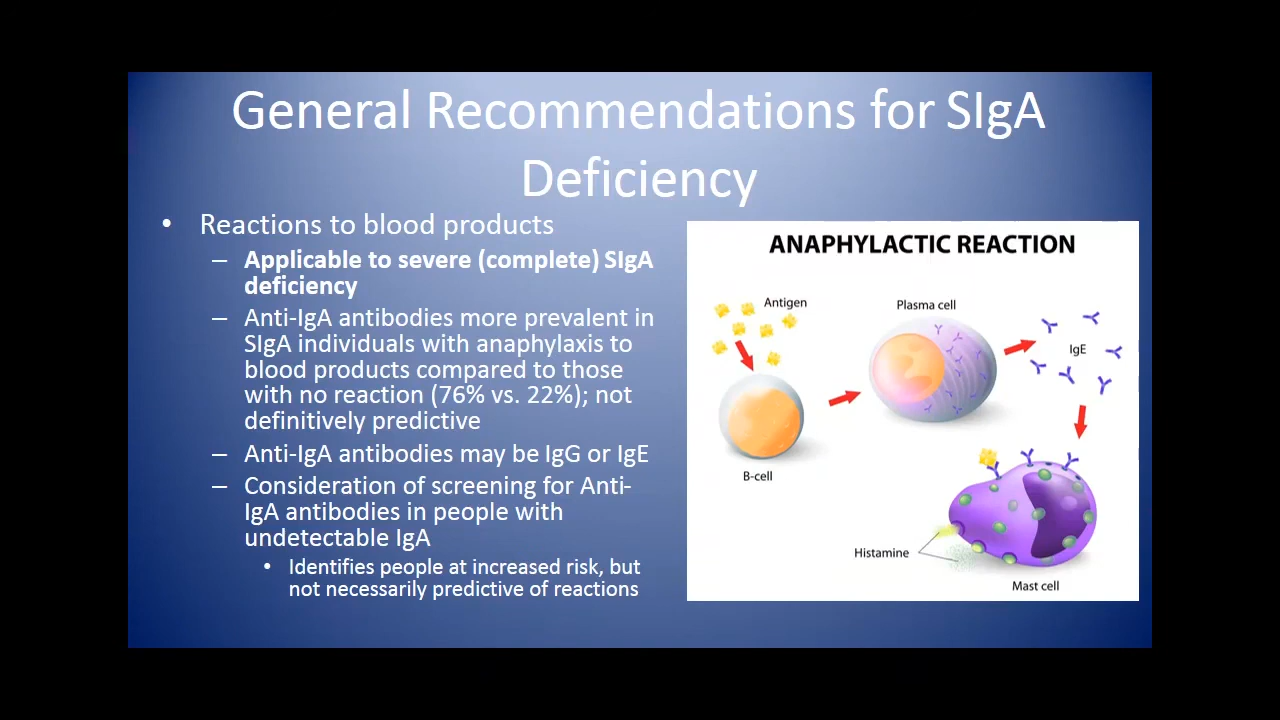 General Recommendations for SIgA
Deficiency
• Reactions to blood products
– Applicable to severe (complete) SIgA
deficiency
– Anti-IgA antibodies more prevalent in
SIgA individuals with anaphylaxis to
blood products compared to those
with no reaction (76% vs. 22%); not
definitively predictive
– Anti-IgA antibodies may be IgG or IgE
– Consideration of screening for Anti-
IgA antibodies in people with
undetectable IgA
• Identifies people at increased risk, but
not necessarily predictive of reactions
ANAPHYLACTIC REACTION
Antigen
Plasma cell
IgE
B-cell
Histamine
Mast cell